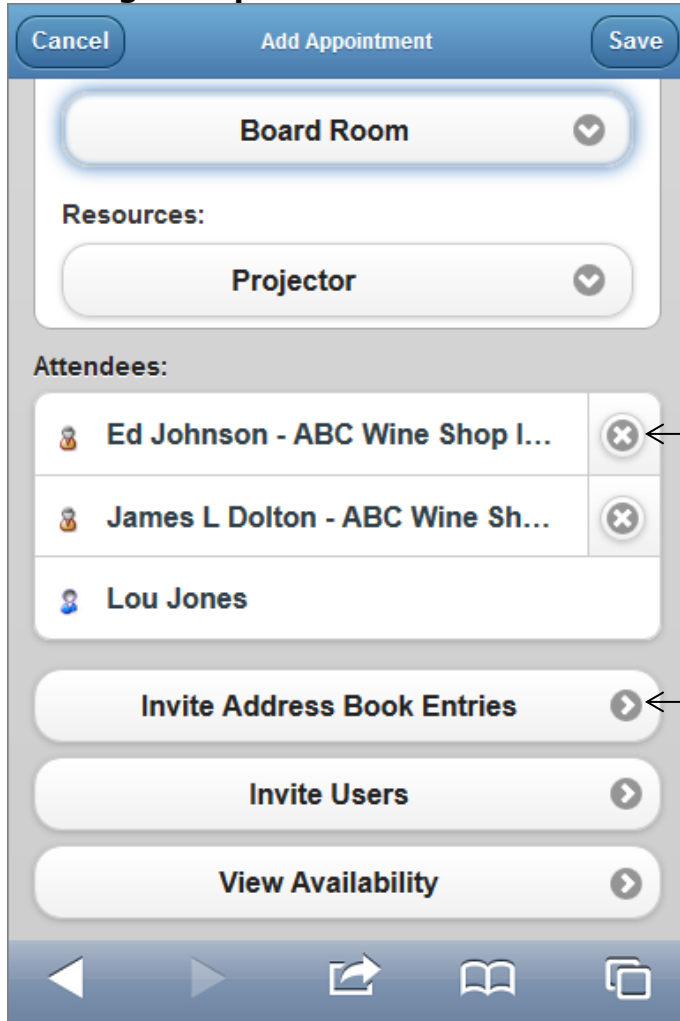 Cancel Add Appointment Save
Board Room
Resources:
Projector
Attendees:
Ed Johnson - ABC Wine Shop I...
James L Dolton - ABC Wine Sh...
Lou Jones
Invite Address Book Entries
Invite Users
View Availability